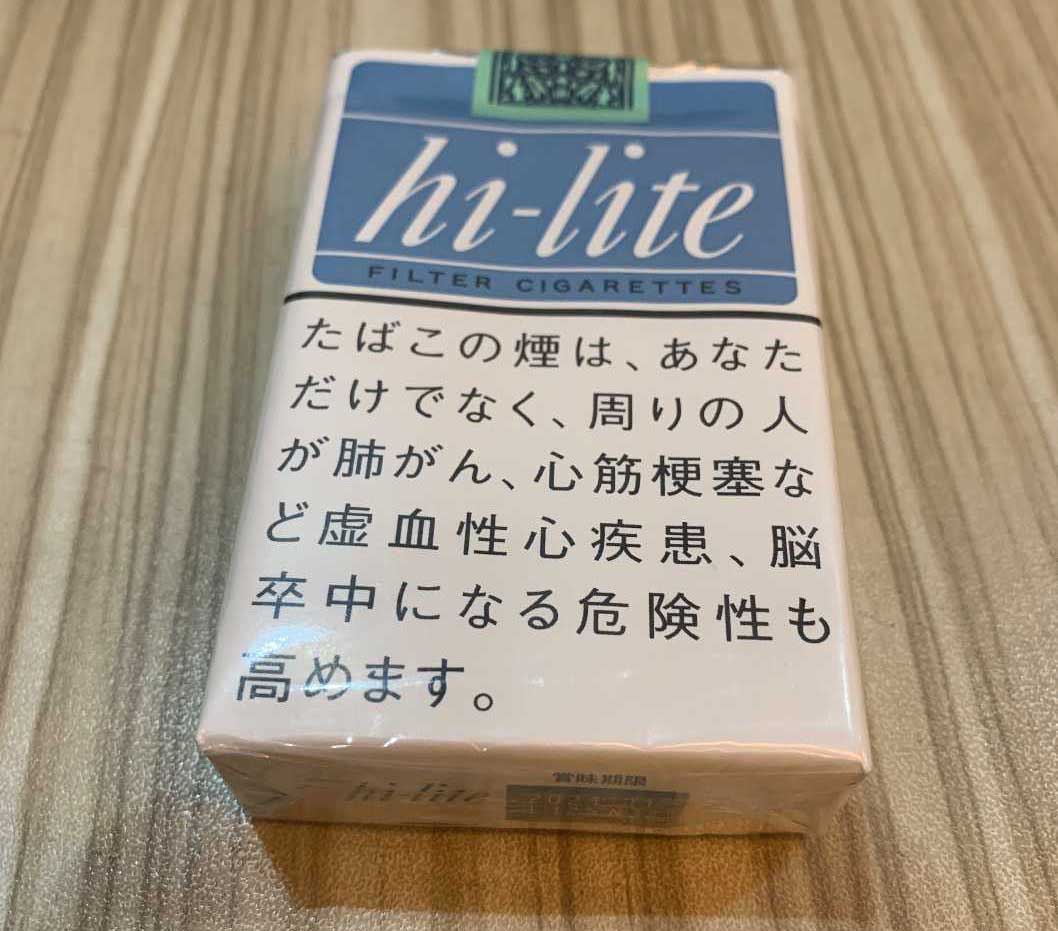 hi-lite
FILTER CIGARETTES
たばこの煙は、あなた
だけでなく、周りの人
が肺がん、心筋梗塞な
ど虚血性心疾患、脳
卒中になる危険性も
高めます。
hi-lite
賞味期限